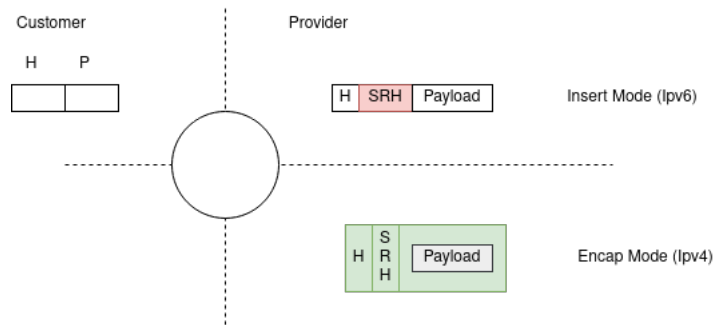 Customer
Provider
H P
H SRH Payload
Insert Mode (Ipv6)
H
S
R
H
Payload
Encap Mode (Ipv4)